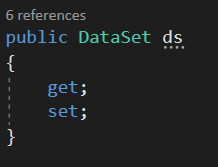 6 references
public DataSet ds
{
get;
set;
}